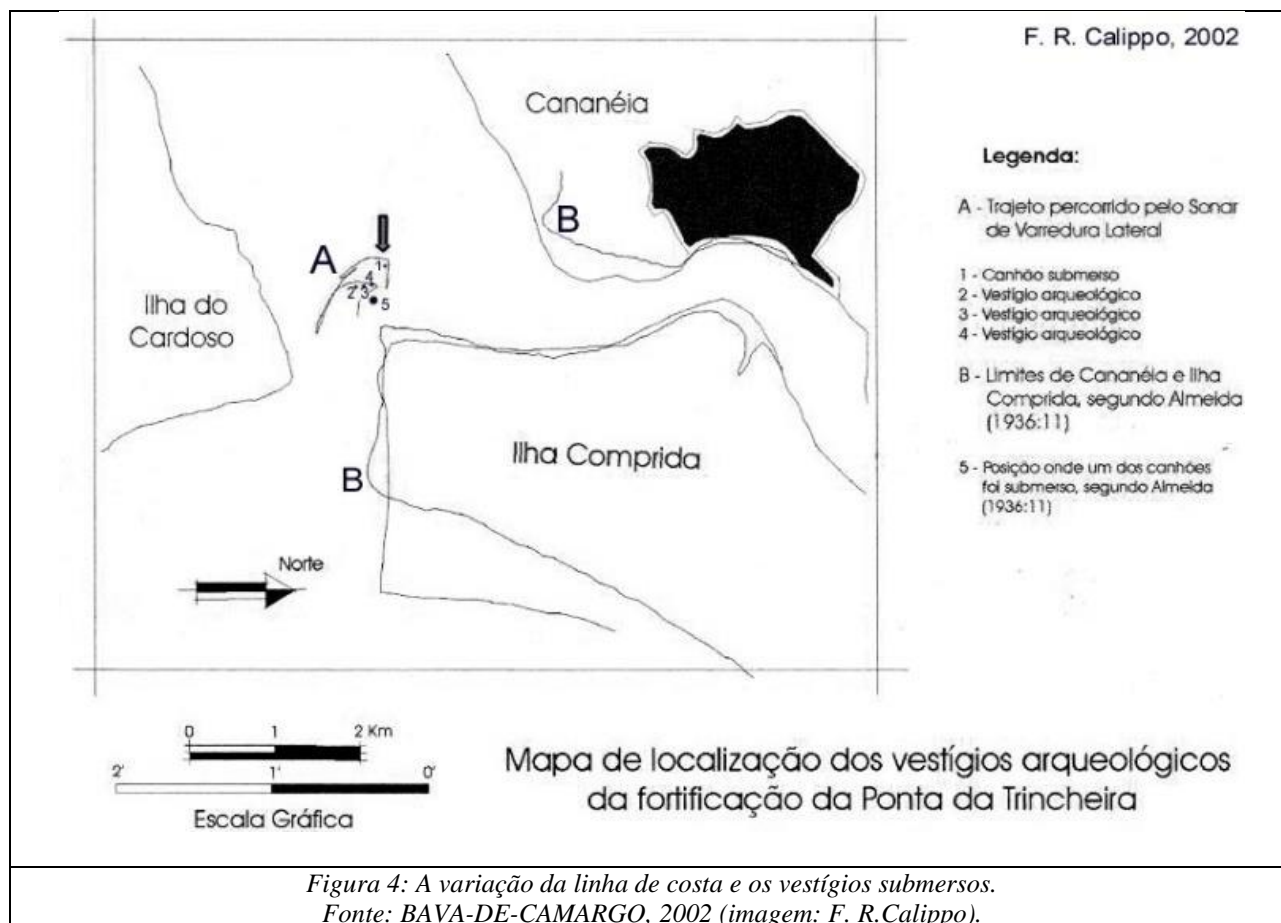 F. R. Calippo, 2002
Cananéia
B
A
1
4
2
3
5
Ilha do
Cardoso
Ilha Comprida
B
Norte
Legenda:
A - Trajeto percorrido pelo Sonar
de Varredura Lateral
1 - Canhão submerso
2 - Vestígio arqueológico
3 - Vestígio arqueológico
4 - Vestígio arqueológico
B - Limites de Cananéia e Ilha
Comprida, segundo Almeida
(1936:11)
5 - Posição onde um dos canhões
foi submerso, segundo Almeida
(1936:11)
0 1 2 Km
2' 1' 0'
Escala Gráfica
Mapa de localização dos vestígios arqueológicos
da fortificação da Ponta da Trincheira
Figura 4: A variação da linha de costa e os vestígios submersos.
Fonte: BAVA-DE-CAMARGO, 2002 (imagem: F. R.Calippo).